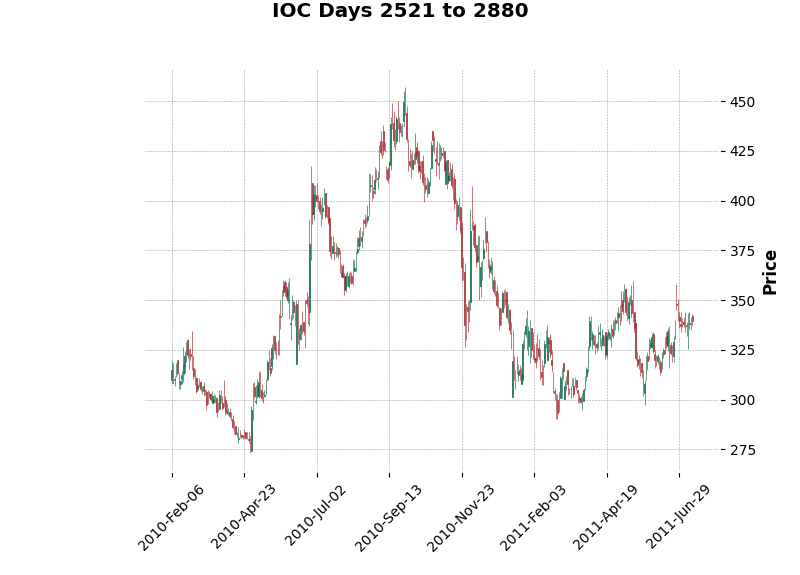 IOC Days 2521 to 2880
450
425
400
375
350
325
300
275
Price
2010-Feb-06
2010-Apr-23
2010-Jul-02
2010-Sep-13
2010-Nov-23
2011-Feb-03
2011-Apr-19
2011-Jun-29